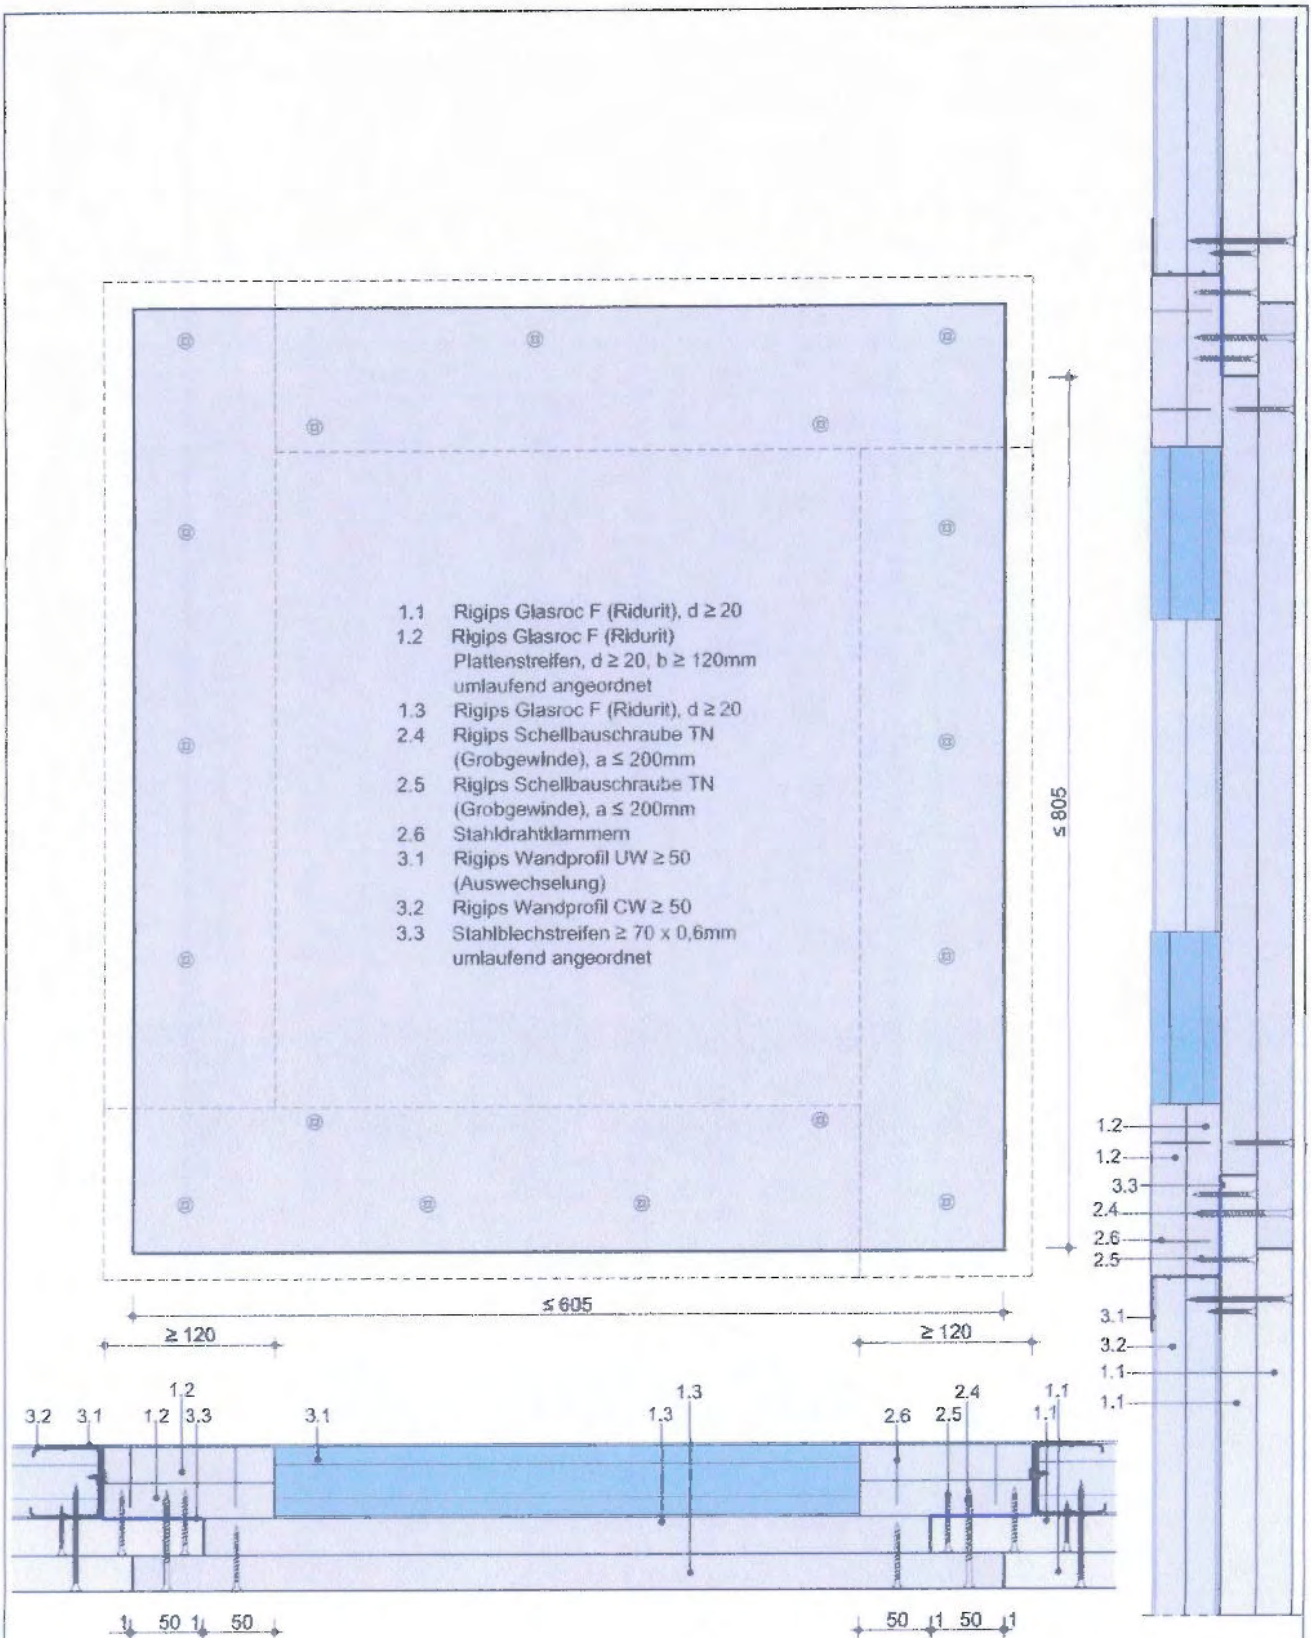 1.1 Rigips Glasroc F (Ridurit), d ≥ 20
1.2 Rigips Glasroc F (Ridurit)
Plattenstreifen, d ≥ 20, b ≥ 120mm
umlaufend angeordnet
1.3 Rigips Glasroc F (Ridurit), d ≥ 20
2.4 Rigips Schellbauschraube TN
(Grobgewinde), a ≤ 200mm
2.5 Rigips Schellbauschraube TN
(Grobgewinde), a ≤ 200mm
2.6 Stahldrahtklammern
3.1 Rigips Wandprofil UW ≥ 50
(Auswechselung)
3.2 Rigips Wandprofil CW ≥ 50
3.3 Stahlblechstreifen ≥ 70 x 0,6mm
umlaufend angeordnet
≤ 805
1.2
1.2
3.3
2.4
2.6
2.5
3.1
3.2
1.1
1.1
≤ 605
≥ 120 ≥ 120
1.2 1.3 2.4 1.1
3.2 3.1 1.2 3.3 3.1 1.3 2.6 2.5 1.1
1 50 1 50 50 1 50 1